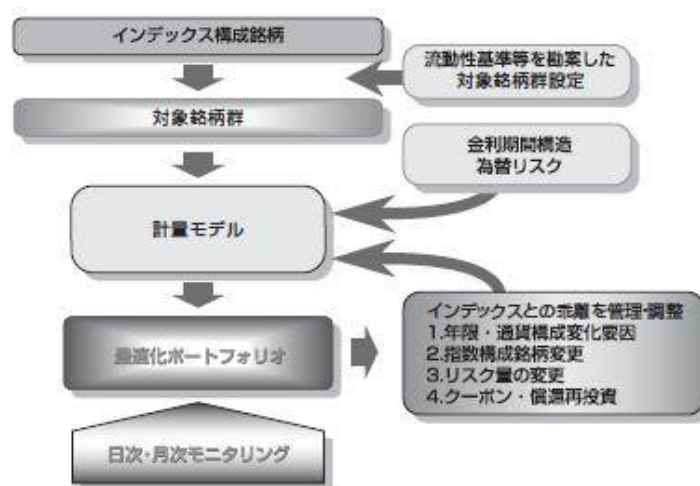 インデックス構成銘柄
流動性基準等を勘案した
対象銘柄群設定
対象銘柄群
金利期間構造
為替リスク
計量モデル
最適化ポートフォリオ
インデックスとの乖離を管理・調整
1.年限・通貨構成変化要因
2.指数構成銘柄変更
3.リスク量の変更
4.クーポン・償還再投資
日次・月次モニタリング